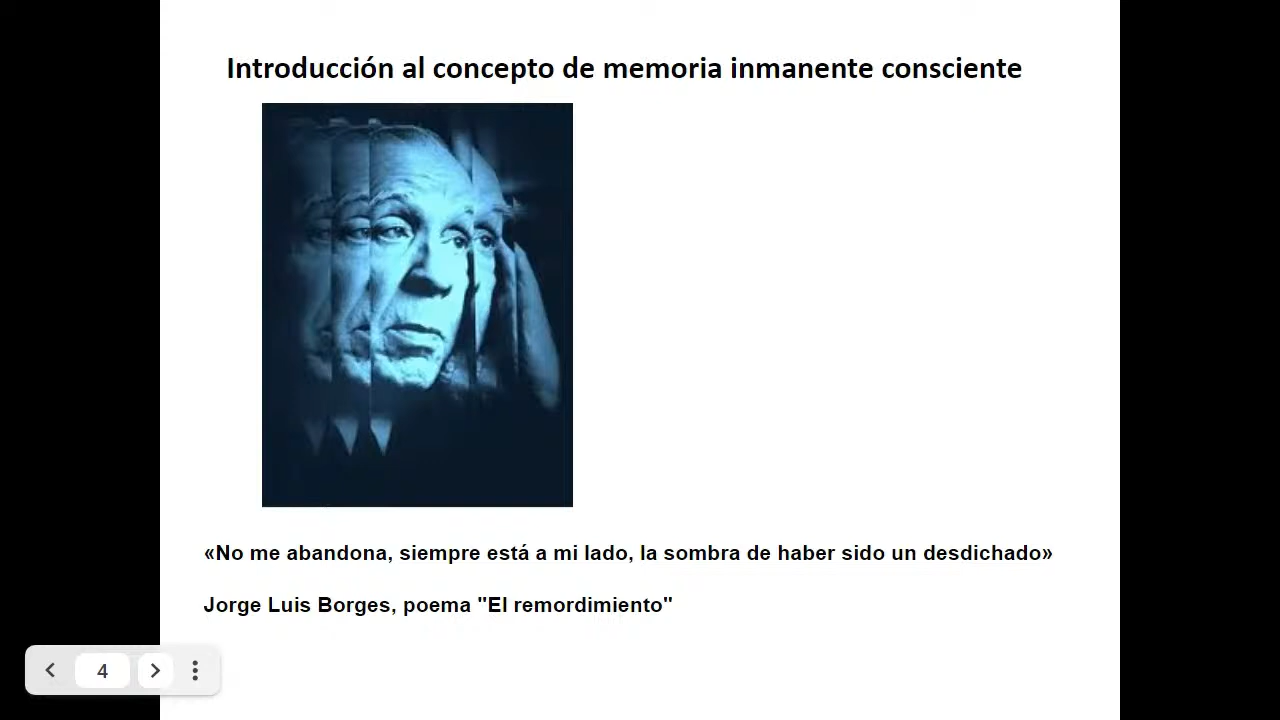 Introducción al concepto de memoria inmanente consciente
«No me abandona, siempre está a mi lado, la sombra de haber sido un desdichado»
Jorge Luis Borges, poema "El remordimiento"
4